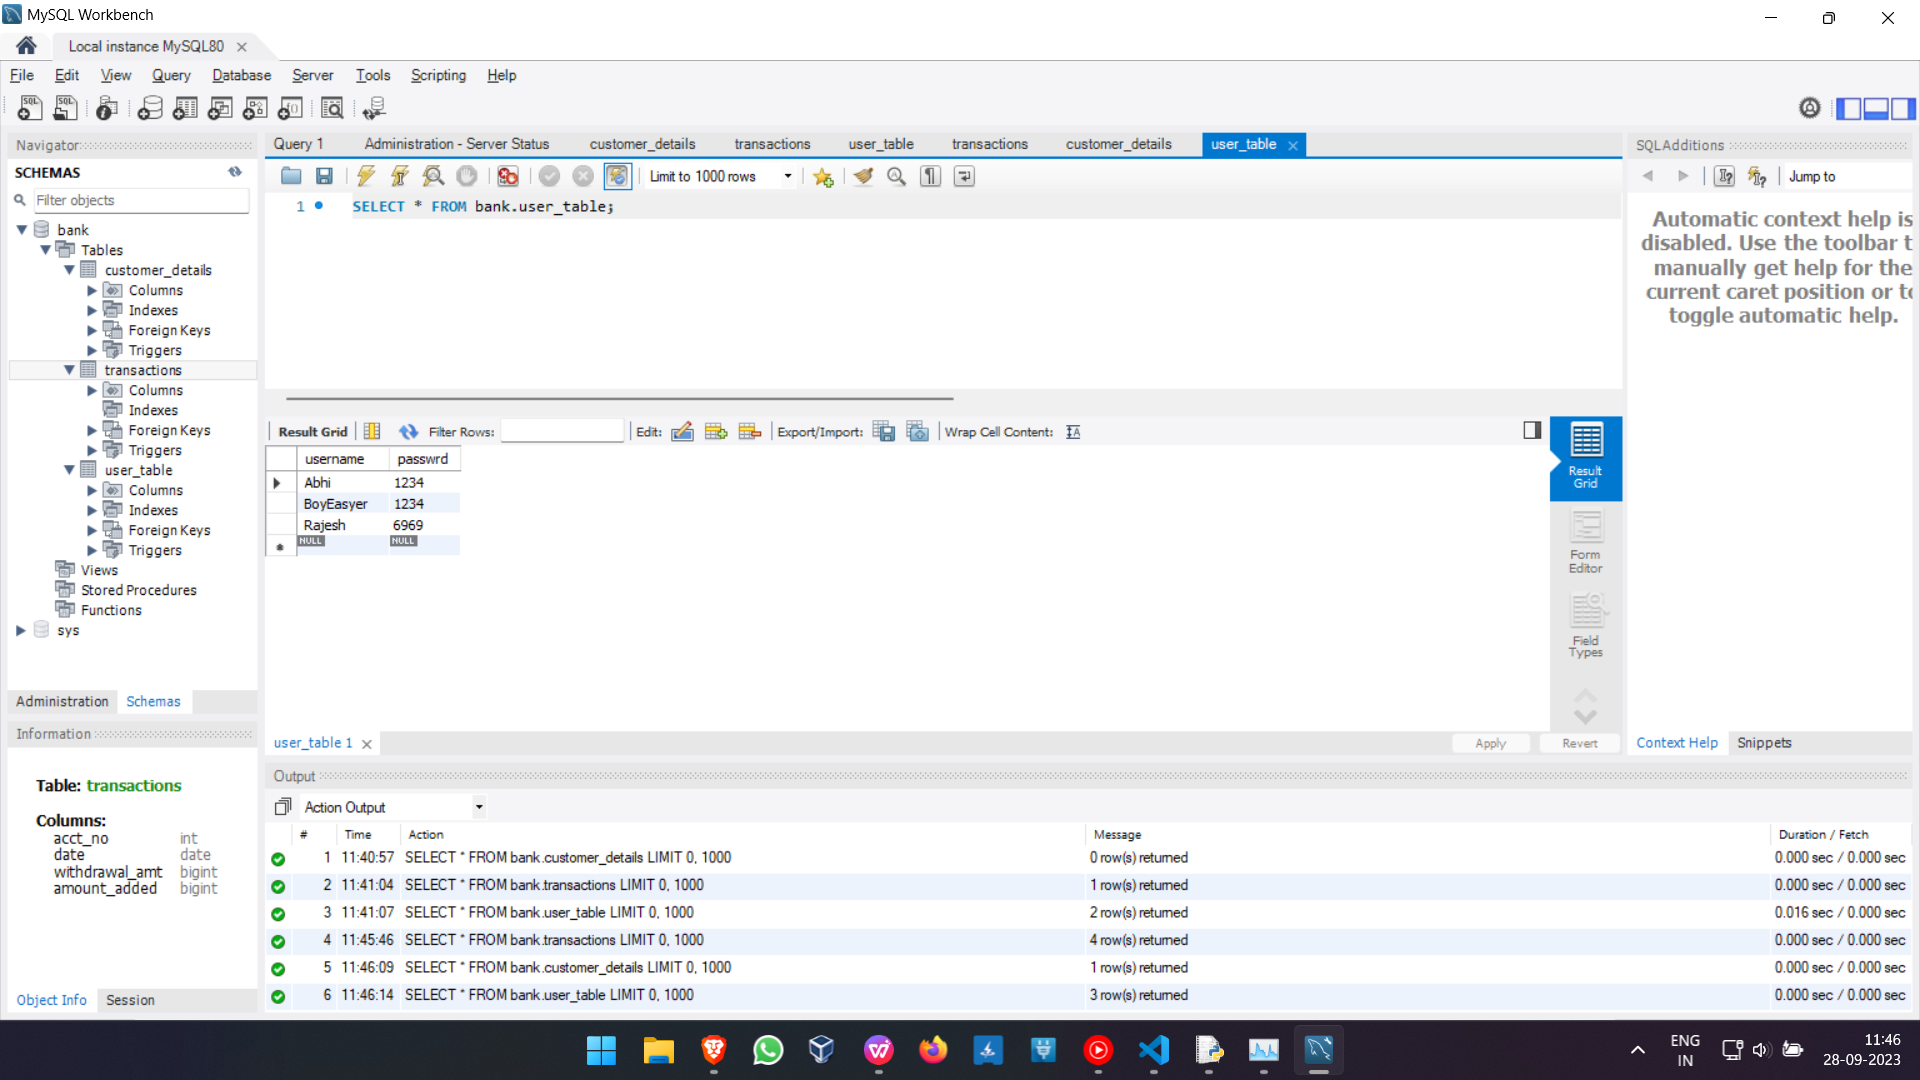 MySQL Workbench
Local instance MySQL80
File Edit View Query Database Server Tools Scripting Help
Navigator
SCHEMAS
Filter objects
bank
Tables
customer_details
Columns
Indexes
Foreign Keys
Triggers
transactions
Columns
Indexes
Foreign Keys
Triggers
user_table
Columns
Indexes
Foreign Keys
Triggers
Views
Stored Procedures
Functions
sys
Administration Schemas
Information
Table: transactions
Columns:
acct_no int
date date
withdrawal_amt bigint
amount_added bigint
Object Info Session
Query 1 Administration - Server Status customer_details transactions user_table transactions customer_details user_table
Limit to 1000 rows
1 SELECT * FROM bank.user_table;
Result Grid Filter Rows: Edit: Export/Import: Wrap Cell Content:
username passwrd
Abhi 1234
BoyEasyer 1234
Rajesh 6969
NULL NULL
Result
Grid
Form
Editor
Field
Types
user_table 1 Apply Revert
SQLAdditions
Jump to
Automatic context help is
disabled. Use the toolbar t
manually get help for the
current caret position or to
toggle automatic help.
Context Help Snippets
Output
Action Output
# Time Action Message Duration / Fetch
1 11:40:57 SELECT * FROM bank.customer_details LIMIT 0, 1000 0 row(s) returned 0.000 sec / 0.000 sec
2 11:41:04 SELECT * FROM bank.transactions LIMIT 0, 1000 1 row(s) returned 0.000 sec / 0.000 sec
3 11:41:07 SELECT * FROM bank.user_table LIMIT 0, 1000 2 row(s) returned 0.016 sec / 0.000 sec
4 11:45:46 SELECT * FROM bank.transactions LIMIT 0, 1000 4 row(s) returned 0.000 sec / 0.000 sec
5 11:46:09 SELECT * FROM bank.customer_details LIMIT 0, 1000 1 row(s) returned 0.000 sec / 0.000 sec
6 11:46:14 SELECT * FROM bank.user_table LIMIT 0, 1000 3 row(s) returned 0.000 sec / 0.000 sec
ENG
IN
11:46
28-09-2023